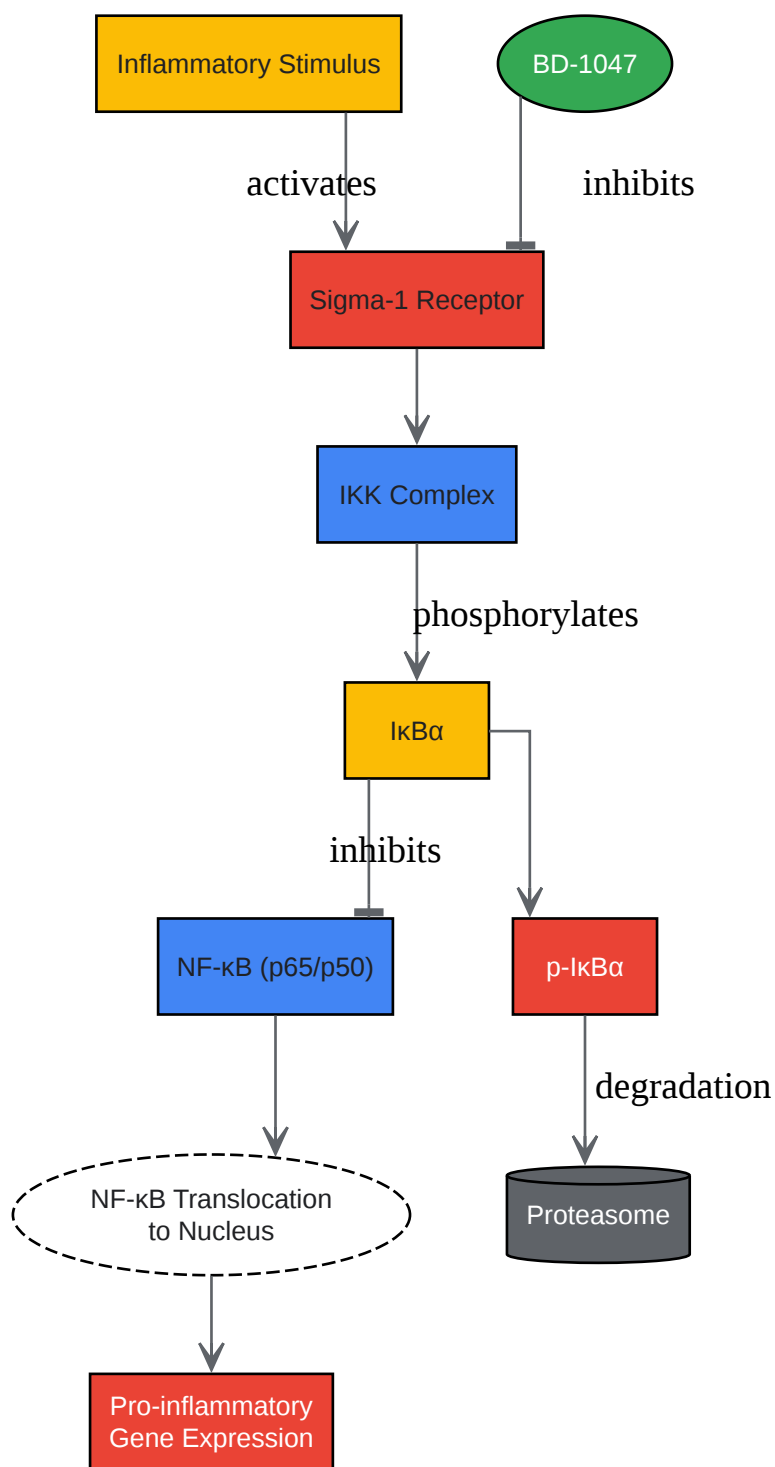 Inflammatory Stimulus
BD-1047
activates
inhibits
Sigma-1 Receptor
IKK Complex
phosphorylates
IκBα
inhibits
NF-κB (p65/p50)
p-IκBα
degradation
NF-κB Translocation
to Nucleus
Proteasome
Pro-inflammatory
Gene Expression